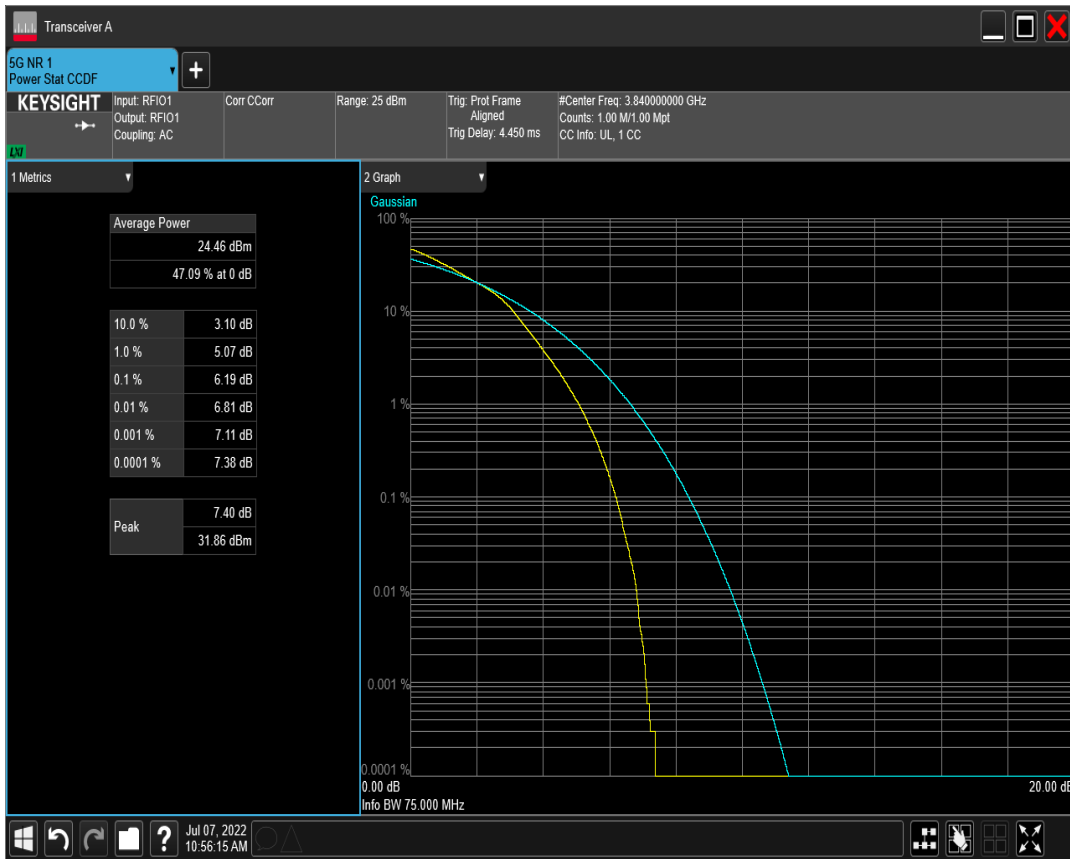 Transceiver A
5G NR 1
Power Stat CCDF
KEYSIGHT
Input: RFIO1
Output: RFIO1
Coupling: AC
Corr CCorr
Range: 25 dBm
Trig: Prot Frame
Aligned
Trig Delay: 4.450 ms
#Center Freq: 3.840000000 GHz
Counts: 1.00 M/1.00 Mpt
CC Info: UL, 1 CC
LXI
1 Metrics
Average Power
24.46 dBm
47.09 % at 0 dB
10.0 % 3.10 dB
1.0 % 5.07 dB
0.1 % 6.19 dB
0.01 % 6.81 dB
0.001 % 7.11 dB
0.0001 % 7.38 dB
Peak
7.40 dB
31.86 dBm
2 Graph
Gaussian
100 %
10 %
1 %
0.1 %
0.01 %
0.001 %
0.0001 %
0.00 dB
20.00 dB
Info BW 75.000 MHz
?
Jul 07, 2022
10:56:15 AM